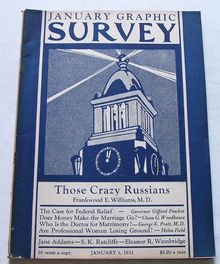 JANUARY GRAPHIC
SURVEY
Those Crazy Russians
Frankwood E. Williams, M. D.
The Case for Federal Relief — Governor Gifford Pinchot
Does Money Make the Marriage Go? — Chase G. Woodhouse
Who Is the Doctor for Matrimony? — George K. Pratt, M. D.
Are Professional Women Losing Ground? — Helen Field
Jane Addams — S. K. Ratcliffe — Eleanor R. Wembridge
30 cents a copy JANUARY 1, 1932 $5.00 a year